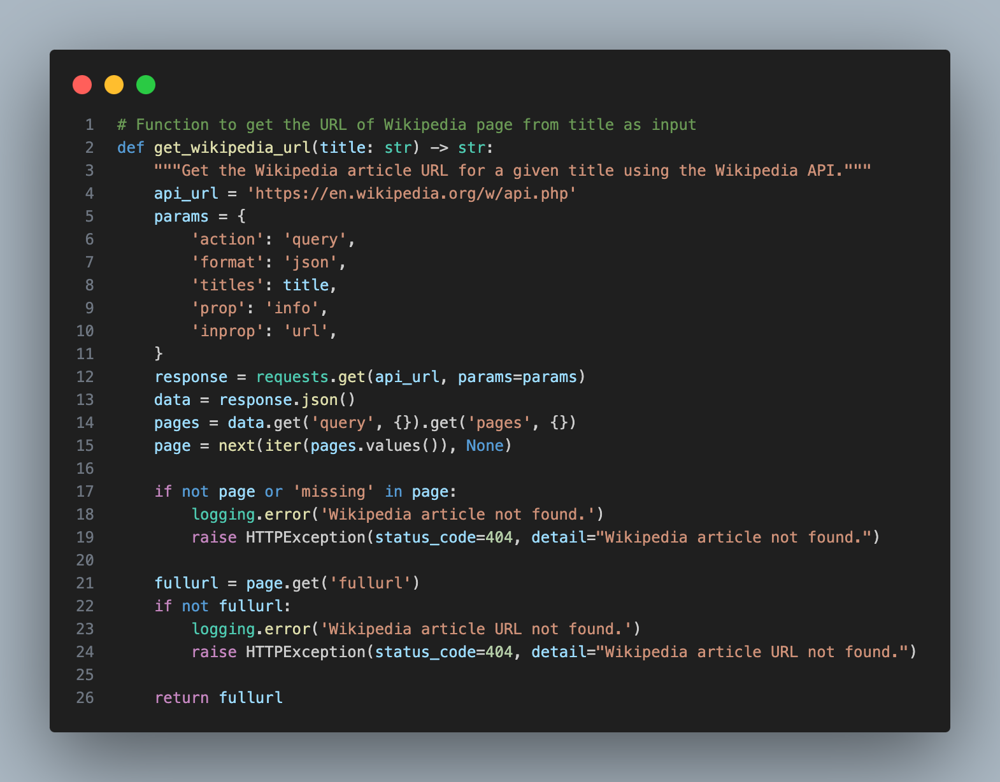 1 # Function to get the URL of Wikipedia page from title as input
2 def get_wikipedia_url(title: str) -> str:
3     """Get the Wikipedia article URL for a given title using the Wikipedia API."""
4     api_url = 'https://en.wikipedia.org/w/api.php'
5     params = {
6         'action': 'query',
7         'format': 'json',
8         'titles': title,
9         'prop': 'info',
10         'inprop': 'url',
11     }
12     response = requests.get(api_url, params=params)
13     data = response.json()
14     pages = data.get('query', {}).get('pages', {})
15     page = next(iter(pages.values()), None)
16
17     if not page or 'missing' in page:
18         logging.error('Wikipedia article not found.')
19         raise HTTPException(status_code=404, detail="Wikipedia article not found.")
20
21     fullurl = page.get('fullurl')
22     if not fullurl:
23         logging.error('Wikipedia article URL not found.')
24         raise HTTPException(status_code=404, detail="Wikipedia article URL not found.")
25
26     return fullurl